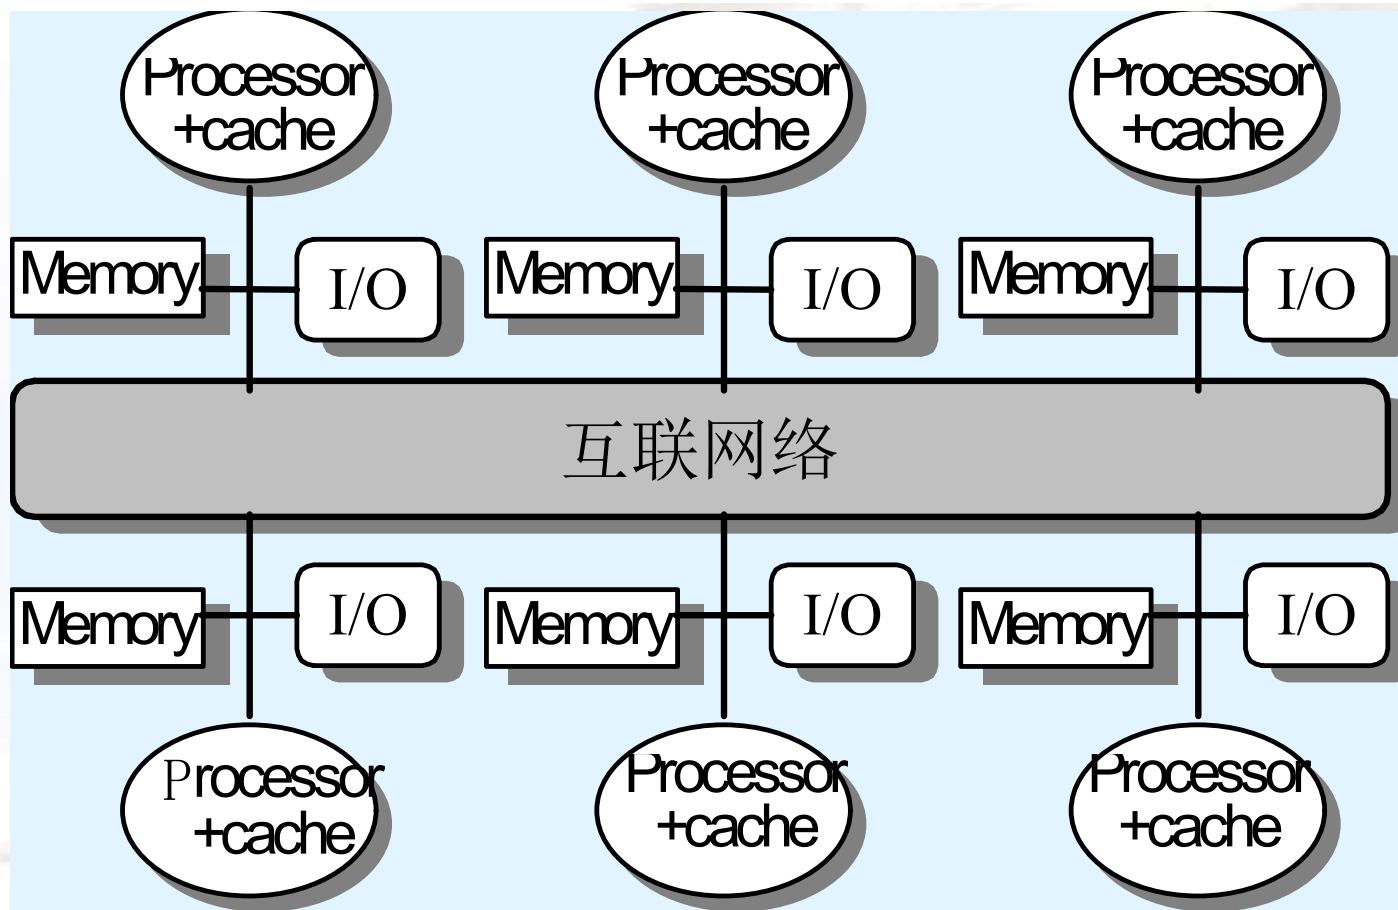 Processor
+cache
Processor
+cache
Processor
+cache
Memory
I/O
Memory
I/O
Memory
I/O
互联网络
Memory
I/O
Memory
I/O
Memory
I/O
Processor
+cache
Processor
+cache
Processor
+cache